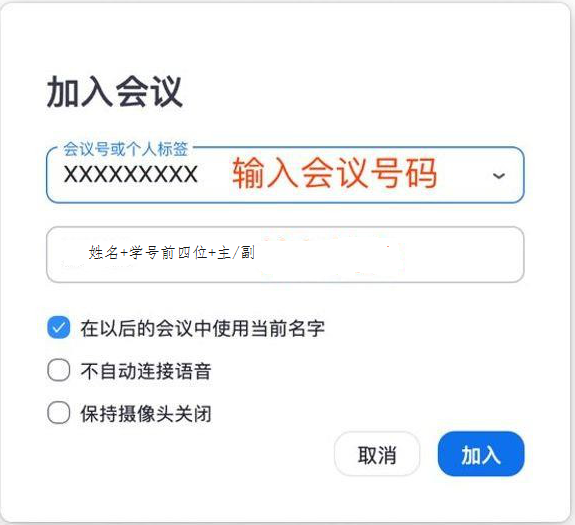 加入会议
会议号或个人标签
XXXXXXXXX 输入会议号码
姓名+学号前四位+主/副
在以后的会议中使用当前名字
不自动连接语音
保持摄像头关闭
取消 加入